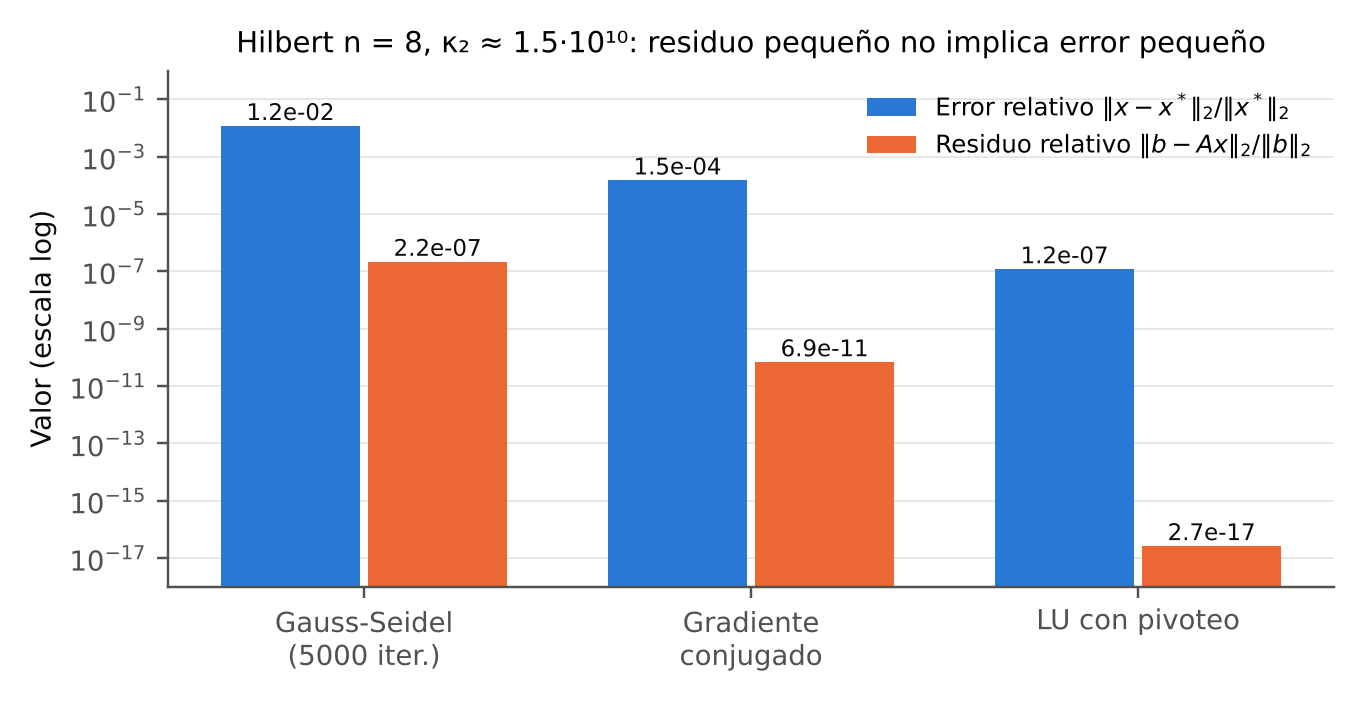 Hilbert n = 8, κ₂ ≈ 1.5·10¹⁰: residuo pequeño no implica error pequeño
Valor (escala log)
10⁻¹
10⁻³
10⁻⁵
10⁻⁷
10⁻⁹
10⁻¹¹
10⁻¹³
10⁻¹⁵
10⁻¹⁷
Error relativo ‖x − x*‖₂/‖x*‖₂
Residuo relativo ‖b − Ax‖₂/‖b‖₂
1.2e-02
2.2e-07
1.5e-04
6.9e-11
1.2e-07
2.7e-17
Gauss-Seidel
(5000 iter.)
Gradiente
conjugado
LU con pivoteo